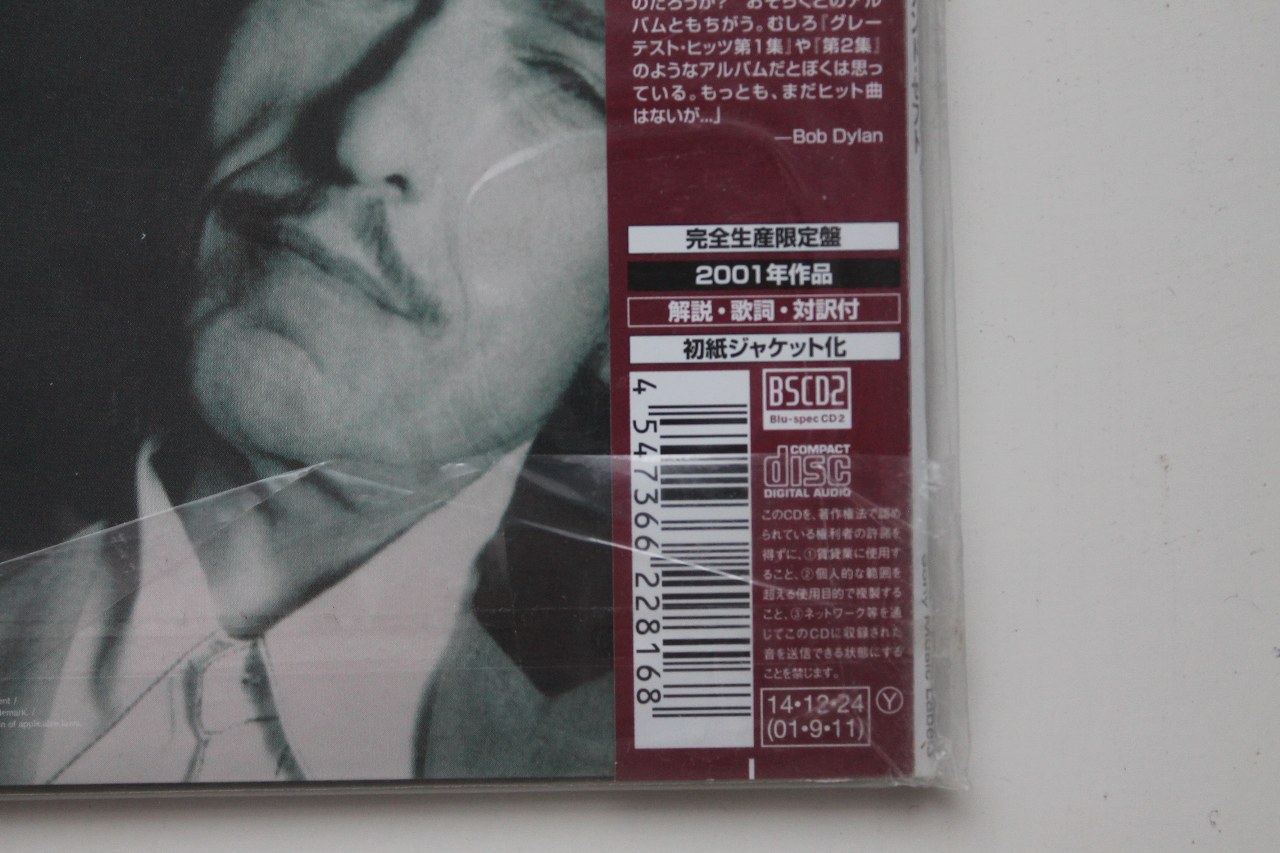 のだろうか? おそらくどのアル
バムともちがう。むしろ『グレー
テスト・ヒッツ第1集』や『第2集』
のようなアルバムだとぼくは思っ
ている。もっとも、まだヒット曲
はないが...」
—Bob Dylan
完全生産限定盤
2001年作品
解説・歌詞・対訳付
初紙ジャケット化
BSCD2
Blu-specCD2
COMPACT
disc
DIGITAL AUDIO
4 547366 228168
このCDを、著作権法で認め
られている権利者の許諾を
得ずに、①賃貸業に使用す
ること、②個人的な範囲を
超える使用目的で複製する
こと、③ネットワーク等を通
じてこのCDに収録された
音を送信できる状態にする
ことを禁じます。
14・12・24
(01・9・11)
Y
Sony Music Label
ent /
demark. /
n of applicable laws.